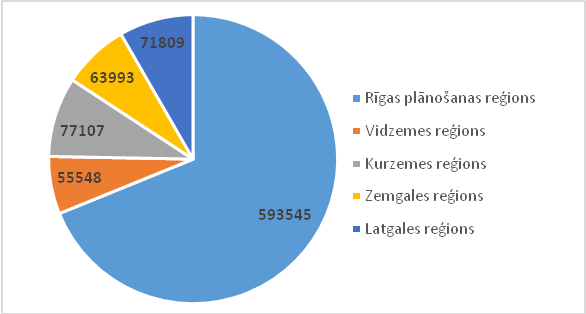 71809
63993
77107
55548
593545
Rīgas plānošanas reģions
Vidzemes reģions
Kurzemes reģions
Zemgales reģions
Latgales reģions